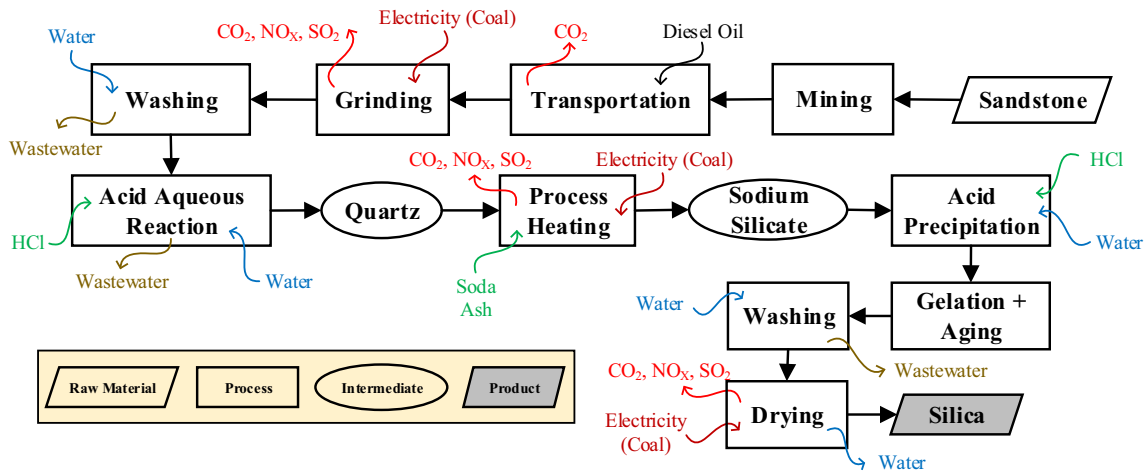 Electricity (Coal)
CO₂, NOₓ, SO₂
CO₂
Diesel Oil
Water
Washing
Grinding
Transportation
Mining
Sandstone
Wastewater
CO₂, NOₓ, SO₂
Electricity (Coal)
HCl
Acid Aqueous
Reaction
Quartz
Process
Heating
Sodium
Silicate
Acid
Precipitation
HCl
Wastewater
Water
Soda
Ash
Water
Water
Washing
Gelation +
Aging
Wastewater
CO₂, NOₓ, SO₂
Raw Material
Process
Intermediate
Product
Electricity
(Coal)
Drying
Silica
Water